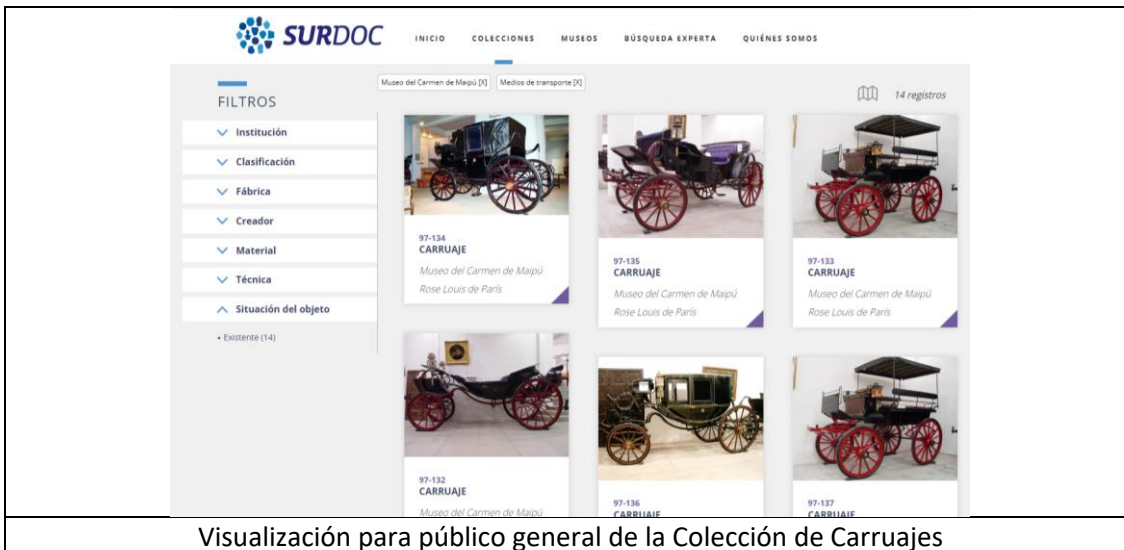 SURDOC
INICIO COLECCIONES MUSEOS BÚSQUEDA EXPERTA QUIÉNES SOMOS
Museo del Carmen de Maipú [X] Medios de transporte [X]
14 registros
FILTROS
Institución
Clasificación
Fábrica
Creador
Material
Técnica
Situación del objeto
• Existente (14)
97-134
CARRUAJE
Museo del Carmen de Maipú
Rose Louis de París
97-135
CARRUAJE
Museo del Carmen de Maipú
Rose Louis de París
97-133
CARRUAJE
Museo del Carmen de Maipú
Rose Louis de París
97-132
CARRUAJE
Museo del Carmen de Maipú
97-136
CARRUAJE
97-137
CARRUAJE
Visualización para público general de la Colección de Carruajes